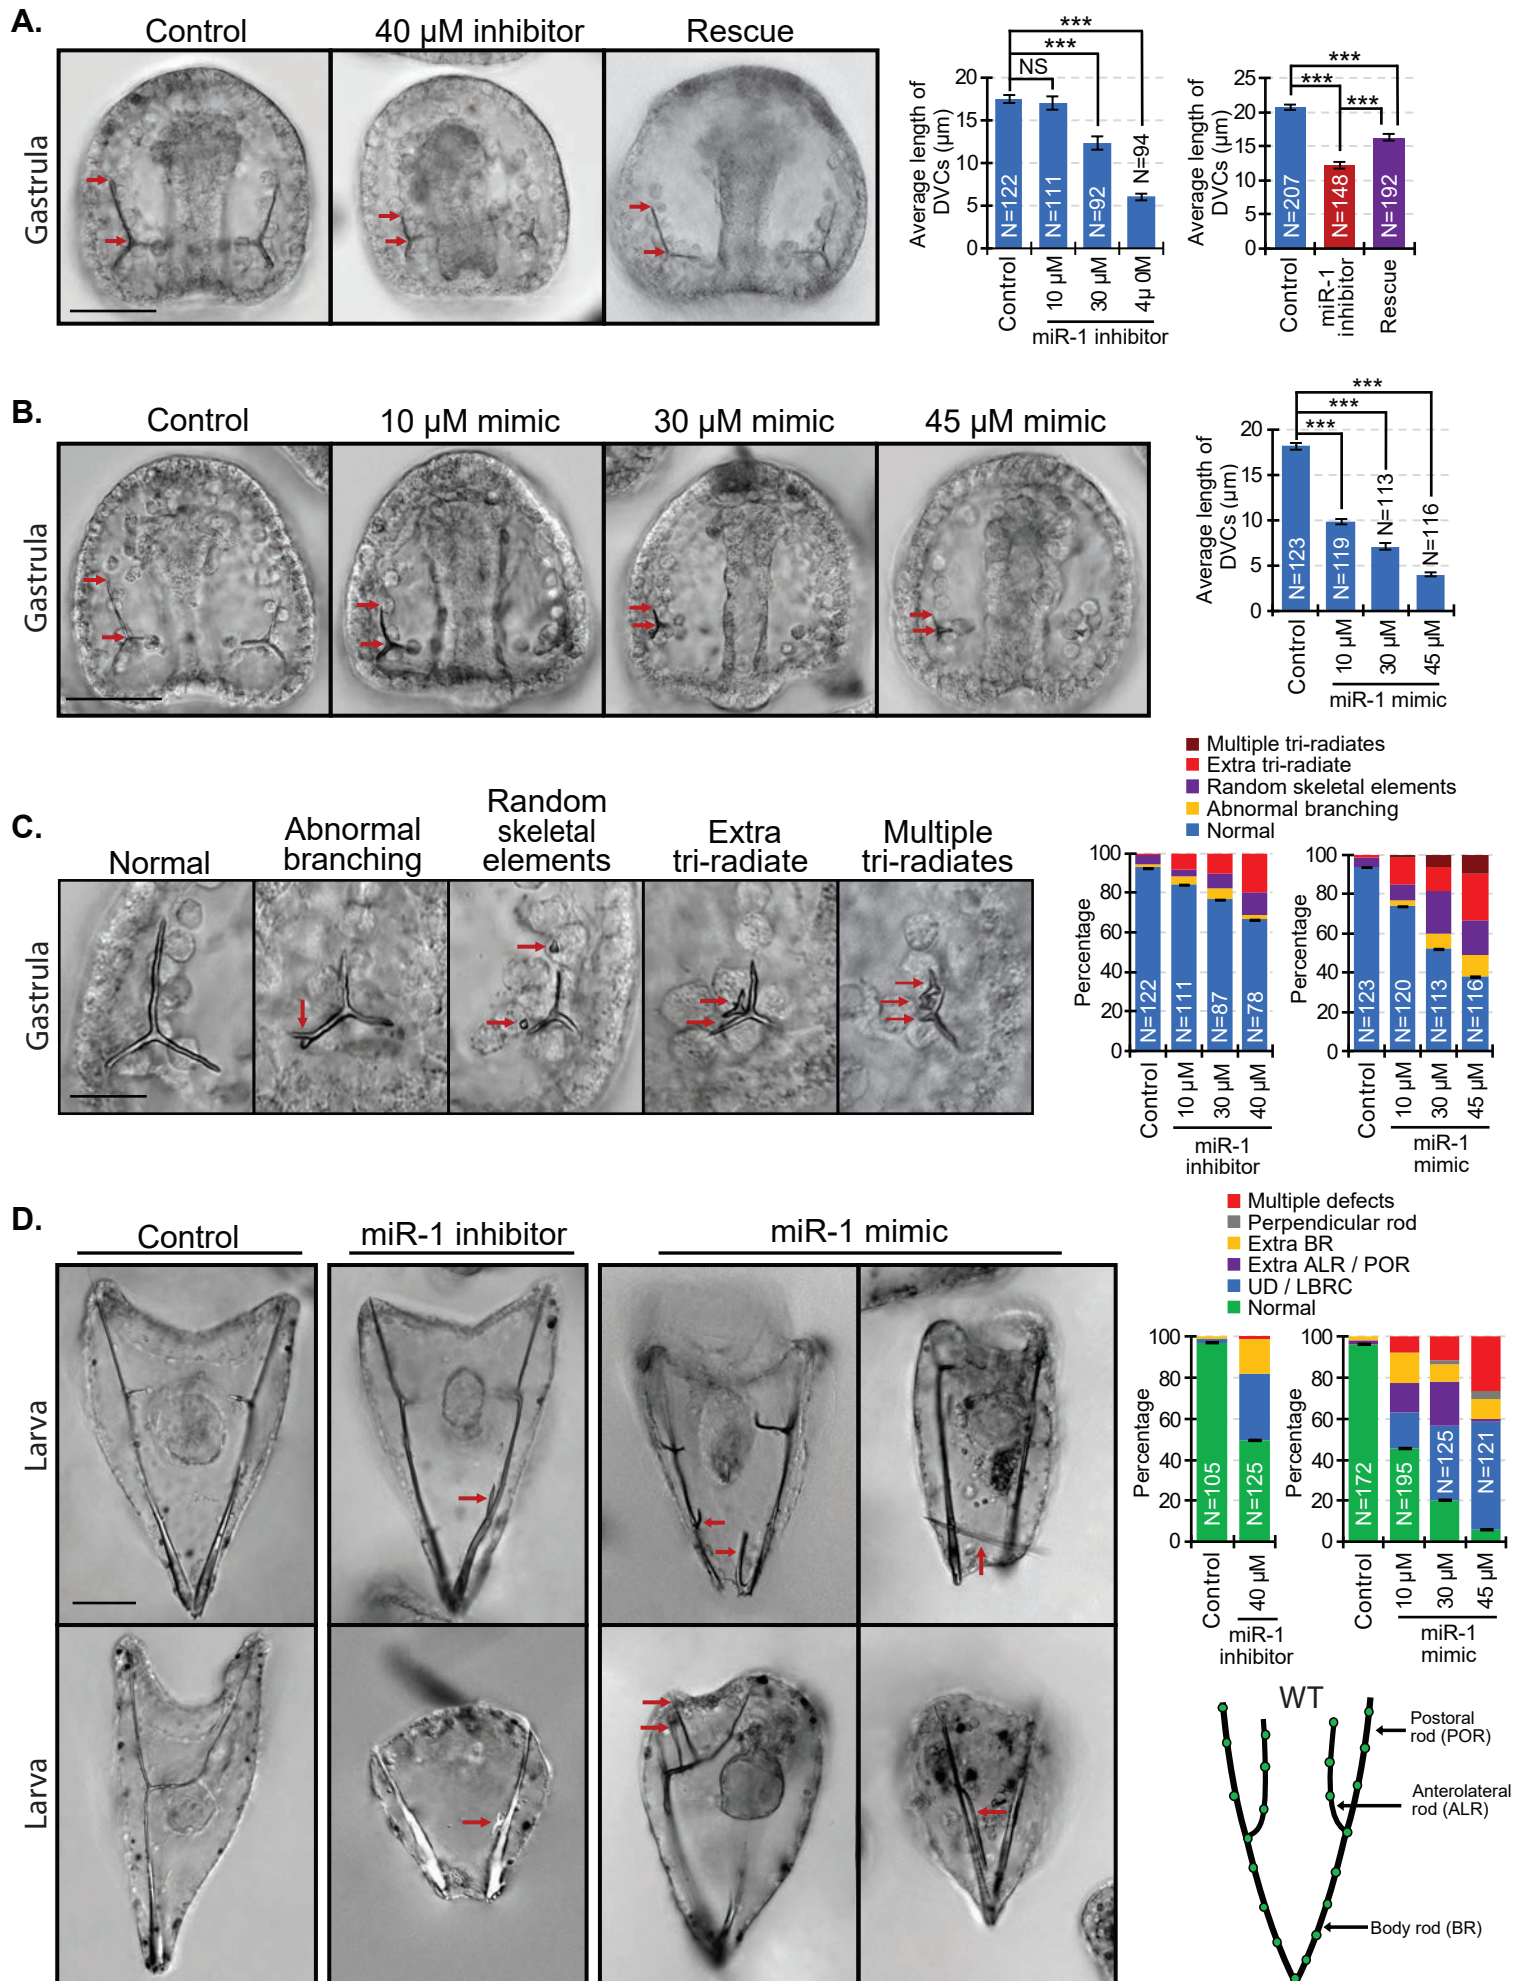 A.
Control
40 µM inhibitor
Rescue
Gastrula
Average length of
DVCs (µm)
20
15
10
5
0
NS
***
***
N=122
N=111
N=92
N=94
Control
10 µM
30 µM
4µ 0M
miR-1 inhibitor
Average length of
DVCs (µm)
25
20
15
10
5
0
***
***
***
N=207
N=148
N=192
Control
miR-1
inhibitor
Rescue
B.
Control
10 µM mimic
30 µM mimic
45 µM mimic
Gastrula
Average length of
DVCs (µm)
20
15
10
5
0
***
***
***
N=123
N=119
N=113
N=116
Control
10 µM
30 µM
45 µM
miR-1 mimic
C.
Normal
Abnormal
branching
Random
skeletal
elements
Extra
tri-radiate
Multiple
tri-radiates
Gastrula
Multiple tri-radiates
Extra tri-radiate
Random skeletal elements
Abnormal branching
Normal
Percentage
100
80
60
40
20
0
N=122
N=111
N=87
N=78
Control
10 µM
30 µM
40 µM
miR-1
inhibitor
Percentage
100
80
60
40
20
0
N=123
N=120
N=113
N=116
Control
10 µM
30 µM
45 µM
miR-1
mimic
D.
Control
miR-1 inhibitor
miR-1 mimic
Larva
Larva
Multiple defects
Perpendicular rod
Extra BR
Extra ALR / POR
UD / LBRC
Normal
Percentage
100
80
60
40
20
0
N=105
N=125
Control
40 µM
miR-1
inhibitor
Percentage
100
80
60
40
20
0
N=172
N=195
N=125
N=121
Control
10 µM
30 µM
45 µM
miR-1
mimic
WT
Postoral
rod (POR)
Anterolateral
rod (ALR)
Body rod (BR)